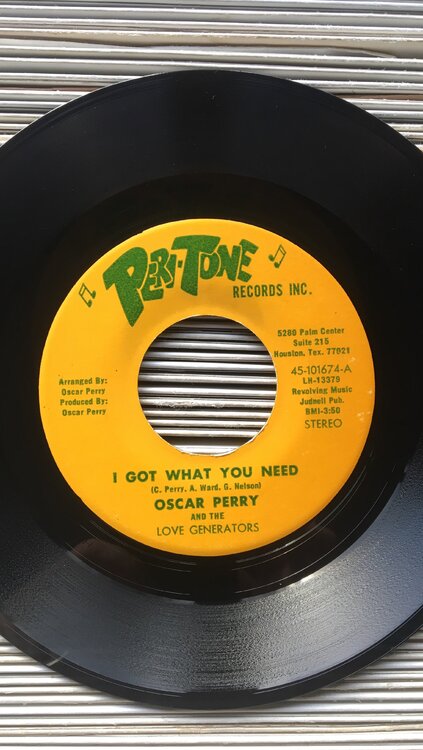 PERI-TONE
RECORDS INC.
5280 Palm Center
Suite 215
Houston, Tex. 77021
45-101674-A
LH-13379
Revolving Music
Judnell Pub.
BMI-3:50
STEREO
Arranged By:
Oscar Perry
Produced By:
Oscar Perry
I GOT WHAT YOU NEED
(C. Perry, A. Ward, G. Nelson)
OSCAR PERRY
AND THE
LOVE GENERATORS